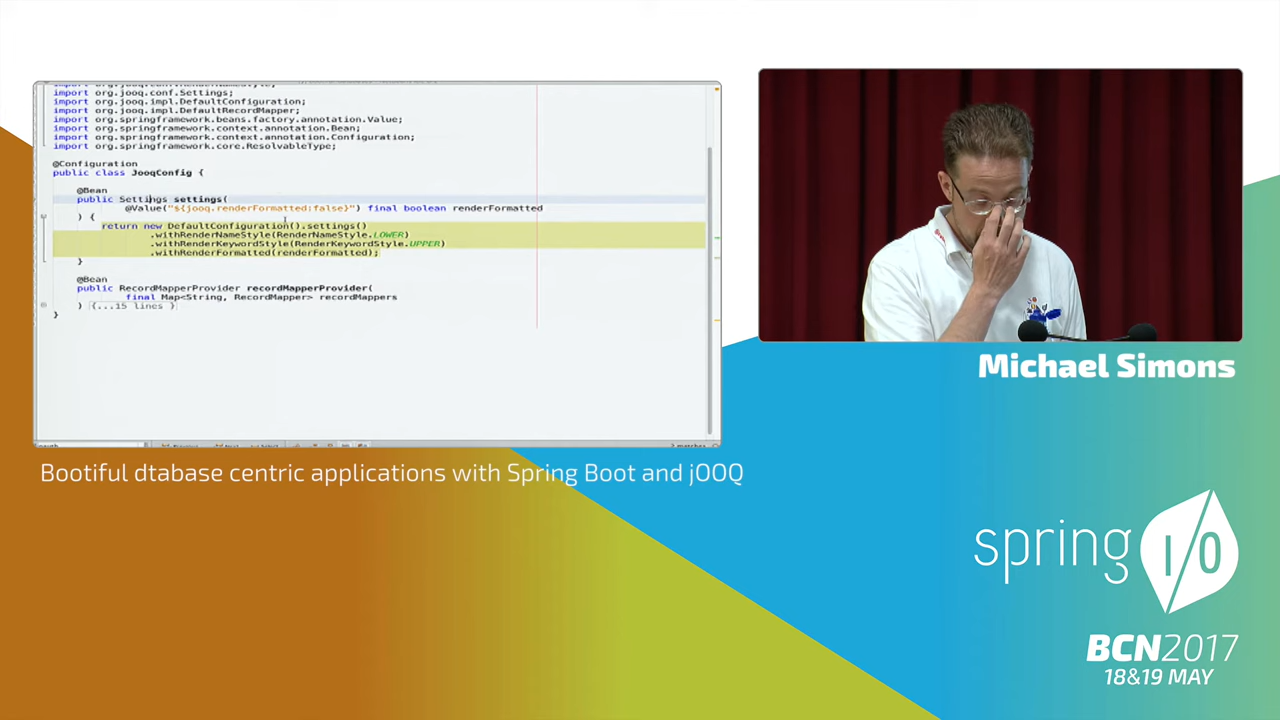 import org.jooq.conf.Settings;
import org.jooq.impl.DefaultConfiguration;
import org.jooq.impl.DefaultRecordMapper;
import org.springframework.beans.factory.annotation.Value;
import org.springframework.context.annotation.Bean;
import org.springframework.context.annotation.Configuration;
import org.springframework.core.ResolvableType;
@Configuration
public class JooqConfig {
@Bean
public Settings settings(
@Value("${jooq.renderFormatted:false}") final boolean renderFormatted
) {
return new DefaultConfiguration().settings()
.withRenderNameStyle(RenderNameStyle.LOWER)
.withRenderKeywordStyle(RenderKeywordStyle.UPPER)
.withRenderFormatted(renderFormatted);
}
@Bean
public RecordMapperProvider recordMapperProvider(
final Map<String, RecordMapper> recordMappers
) {...15 lines }
}
Michael Simons
Bootiful dtabase centric applications with Spring Boot and jOOQ
spring I/O
BCN2017
18&19 MAY